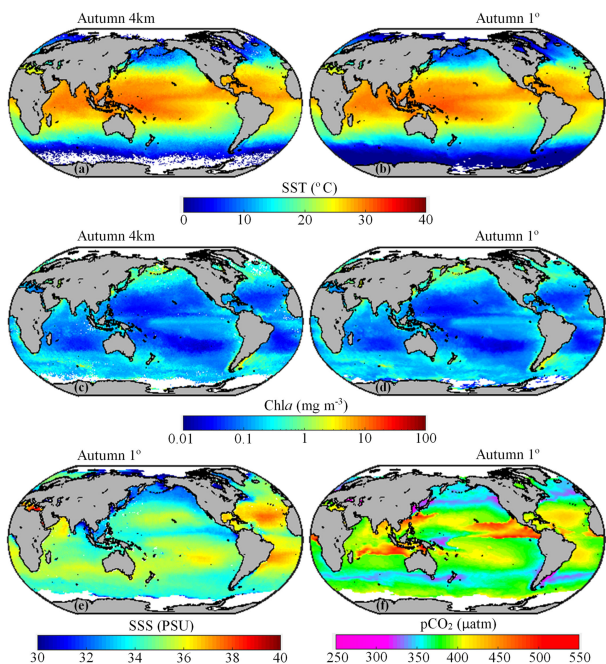 Autumn 4km Autumn 1°
(a) (b)
SST (° C)
0 10 20 30 40
Autumn 4km Autumn 1°
(c) (d)
Chla (mg m⁻³)
0.01 0.1 1 10 100
Autumn 1° Autumn 1°
(e) (f)
SSS (PSU) pCO₂ (µatm)
30 32 34 36 38 40 250 350 400 450 500 550